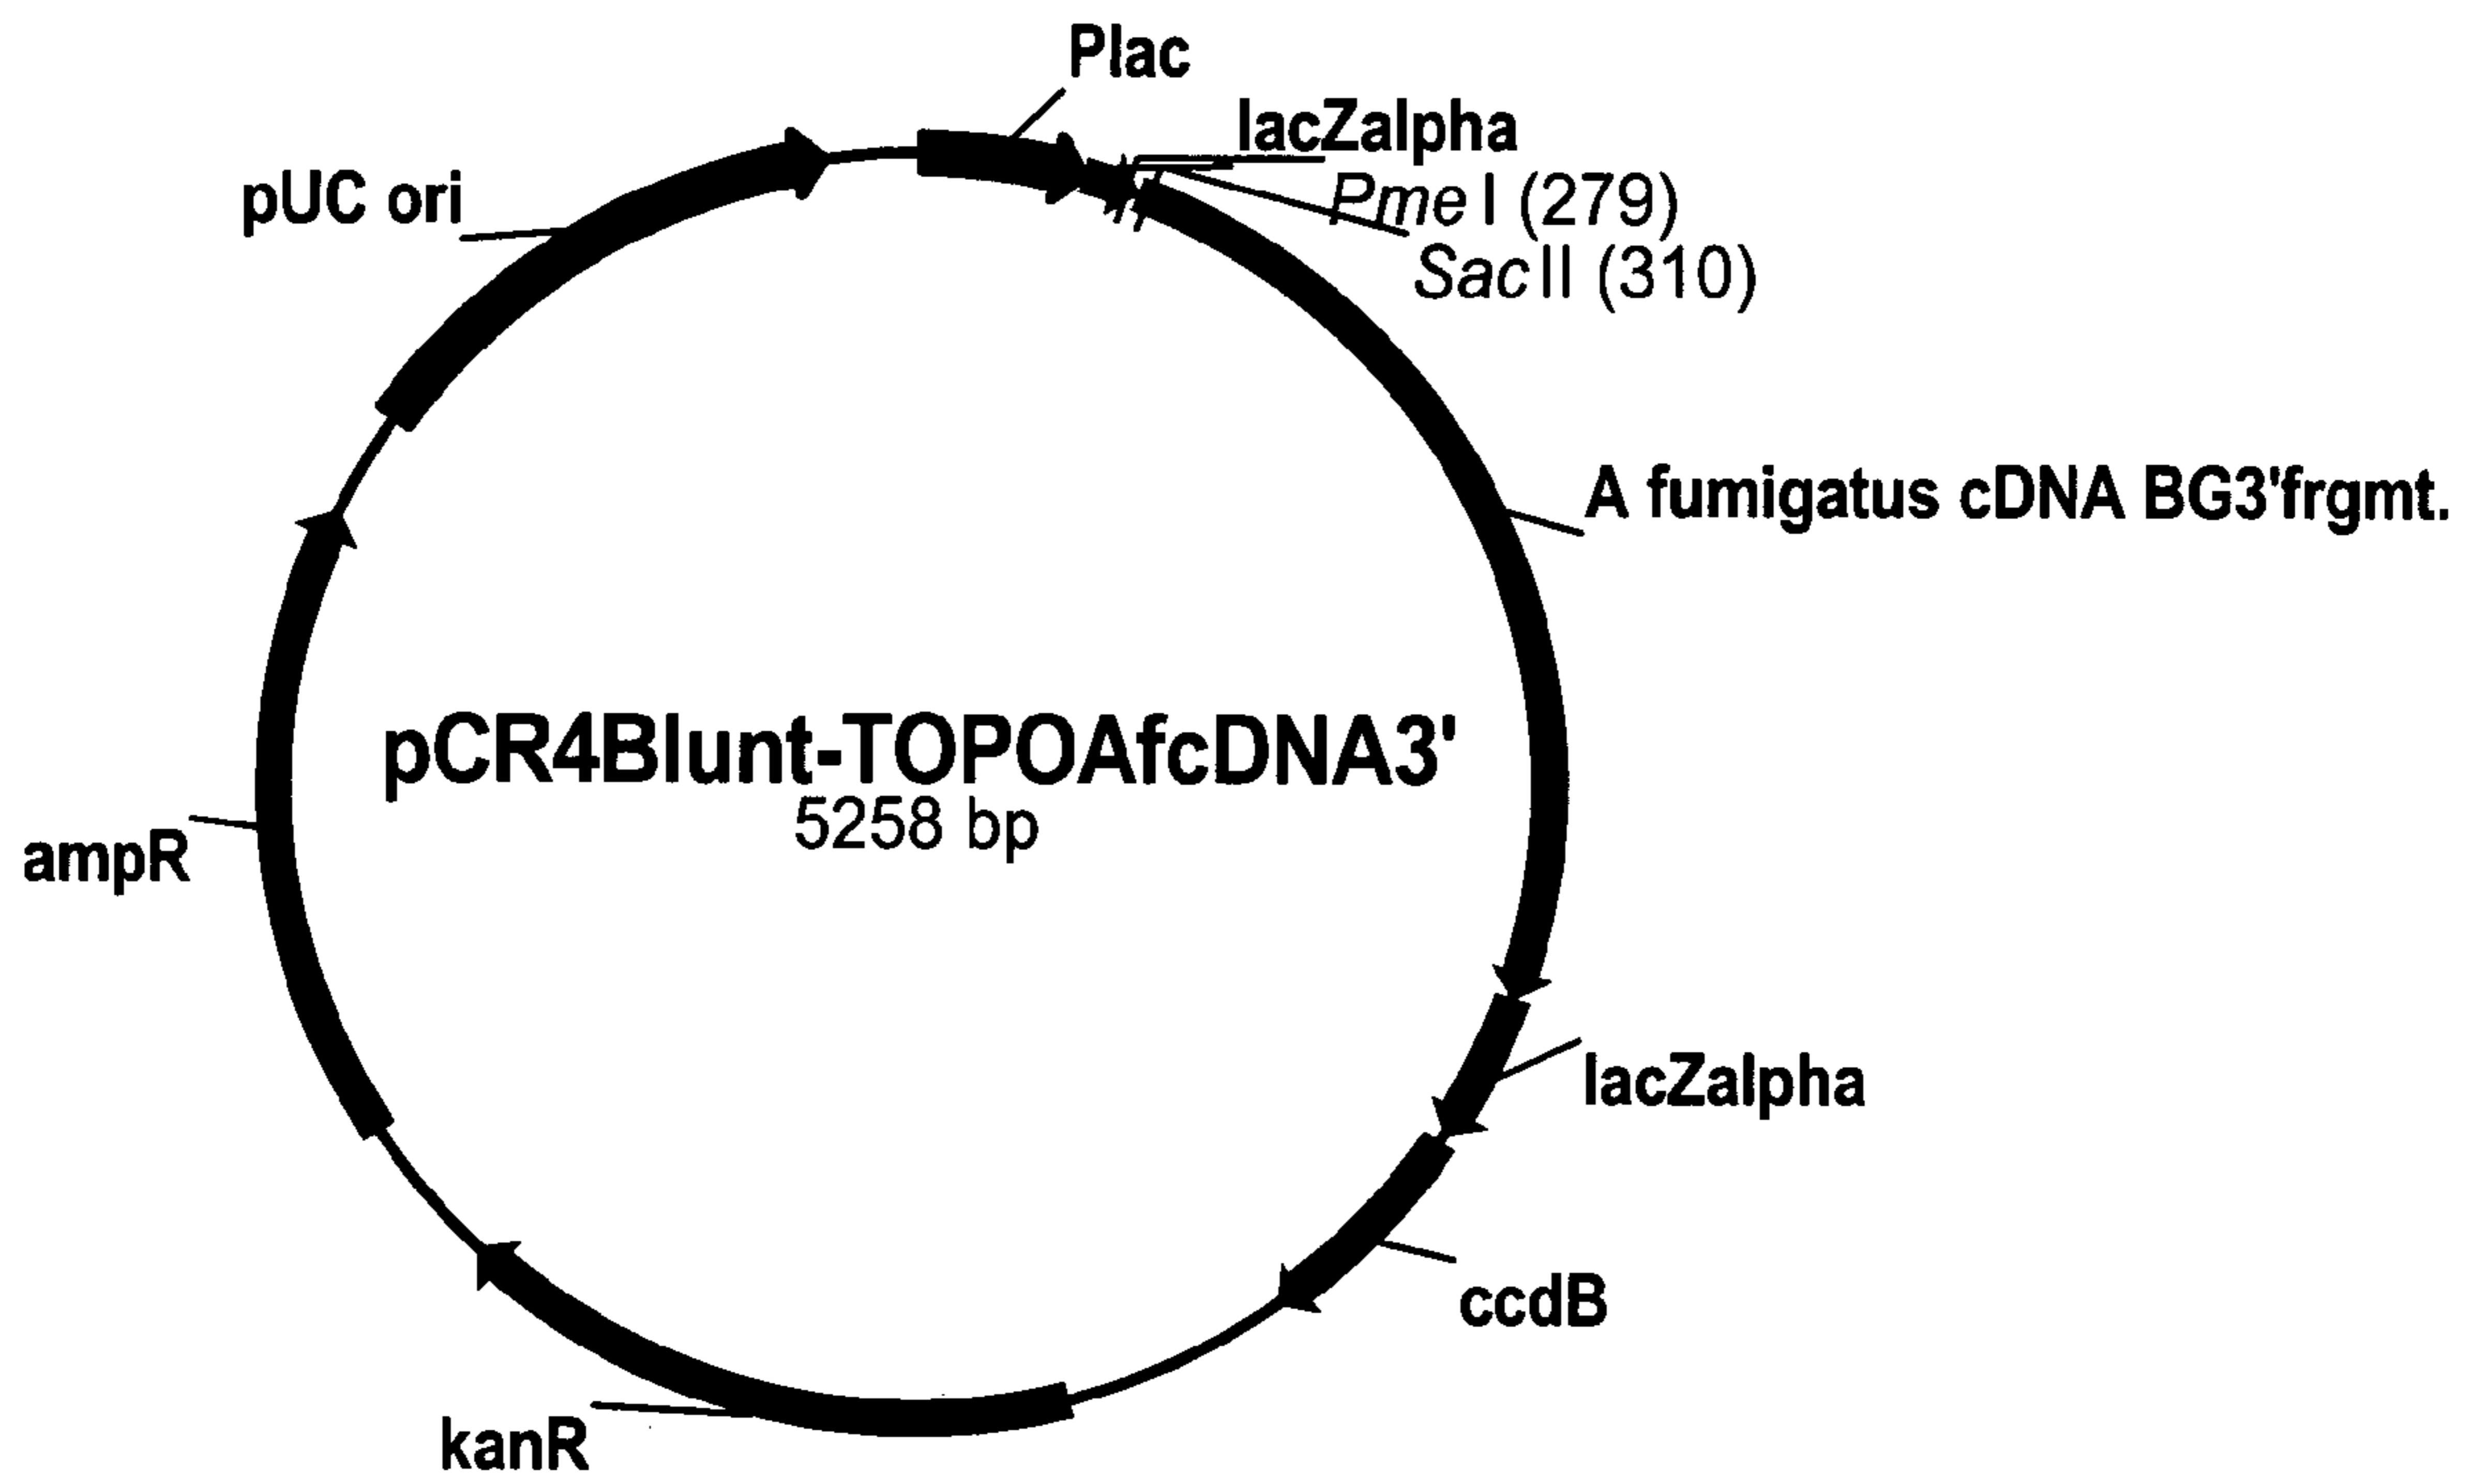 Plac
lacZalpha
PmeI (279)
SacII (310)
pUC ori
A fumigatus cDNA BG3'frgmt.
pCR4Blunt-TOPOAfcDNA3'
5258 bp
ampR
lacZalpha
ccdB
kanR